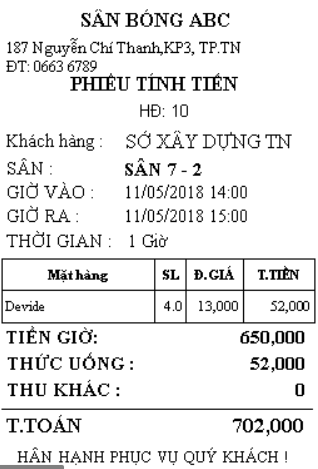 SÂN BÓNG ABC
187 Nguyễn Chí Thanh,KP3, TP.TN
ĐT: 0663 6789
PHIẾU TÍNH TIỀN
HĐ: 10
Khách hàng : SỞ XÂY DỰNG TN
SÂN : SÂN 7 - 2
GIỜ VÀO : 11/05/2018 14:00
GIỜ RA : 11/05/2018 15:00
THỜI GIAN : 1 Giờ
Mặt hàng SL Đ.GIÁ T.TIỀN
Devide 4.0 13,000 52,000
TIỀN GIỜ: 650,000
THỨC UỐNG : 52,000
THU KHÁC : 0
T.TOÁN 702,000
HÂN HẠNH PHỤC VỤ QUÝ KHÁCH !